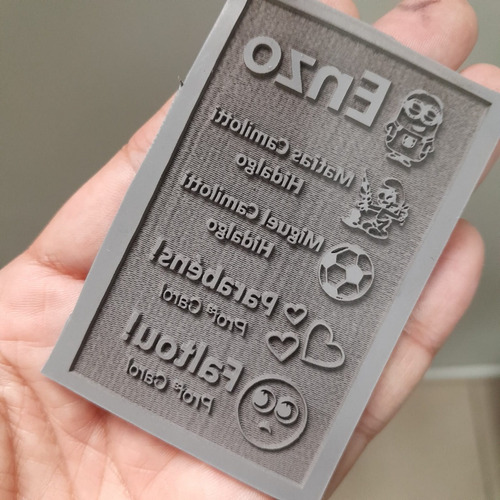 Enzo
Matias Camilotti
Hidalgo
Miguel Camilotti
Hidalgo
Parabéns!
Profª Carol
Faltou!
Profª Carol